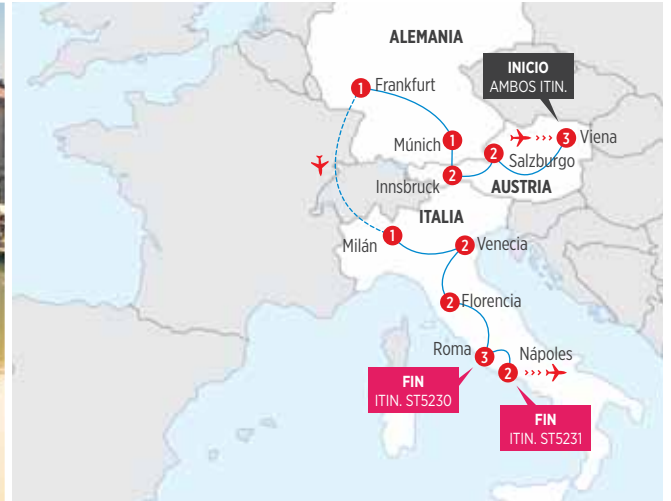 ALEMANIA
INICIO
AMBOS ITIN.
1 Frankfurt
3 Viena
Múnich 1
2
Salzburgo
Innsbruck 2
AUSTRIA
ITALIA
Milán 1
2 Venecia
2 Florencia
Roma 3
Nápoles
2
FIN
ITIN. ST5230
FIN
ITIN. ST5231